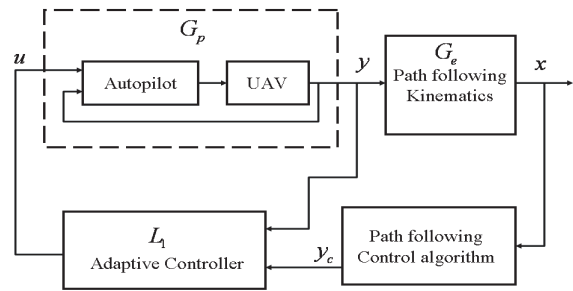 G_p
u
Autopilot
UAV
y
G_e
Path following
Kinematics
x
L_1
Adaptive Controller
y_c
Path following
Control algorithm